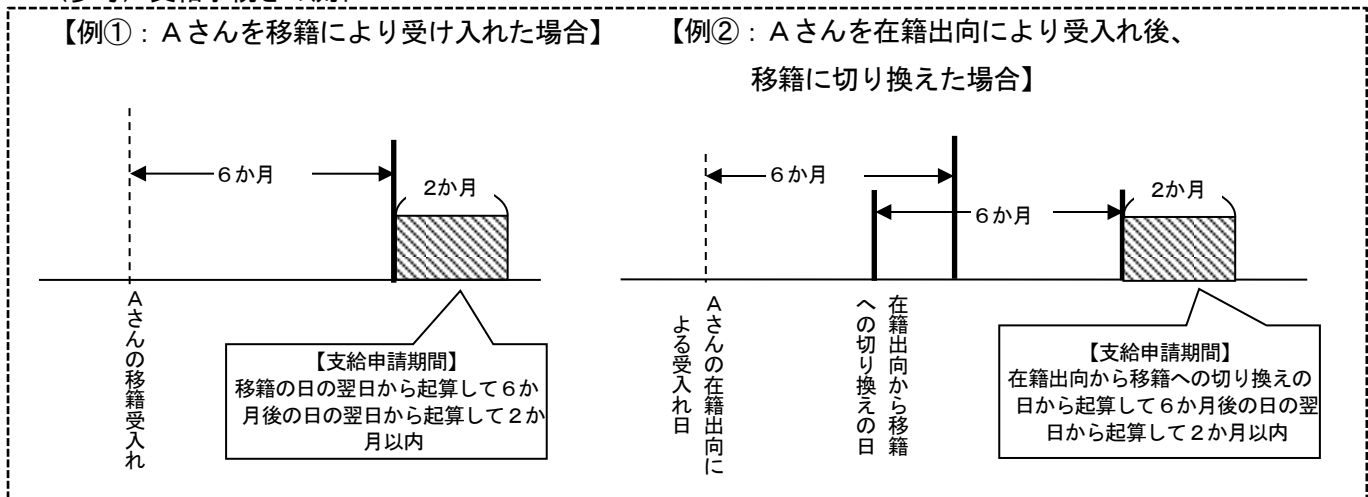 【例①：Ａさんを移籍により受け入れた場合】
６か月
2か月
Ａさんの移籍受入れ
【支給申請期間】
移籍の日の翌日から起算して６か
月後の日の翌日から起算して２か
月以内
【例②：Ａさんを在籍出向により受入れ後、
移籍に切り換えた場合】
６か月
６か月
2か月
Ａさんの在籍出向に
よる受入れ日
在籍出向から移籍
への切り換えの日
【支給申請期間】
在籍出向から移籍への切り換えの
日から起算して６か月後の日の翌
日から起算して２か月以内